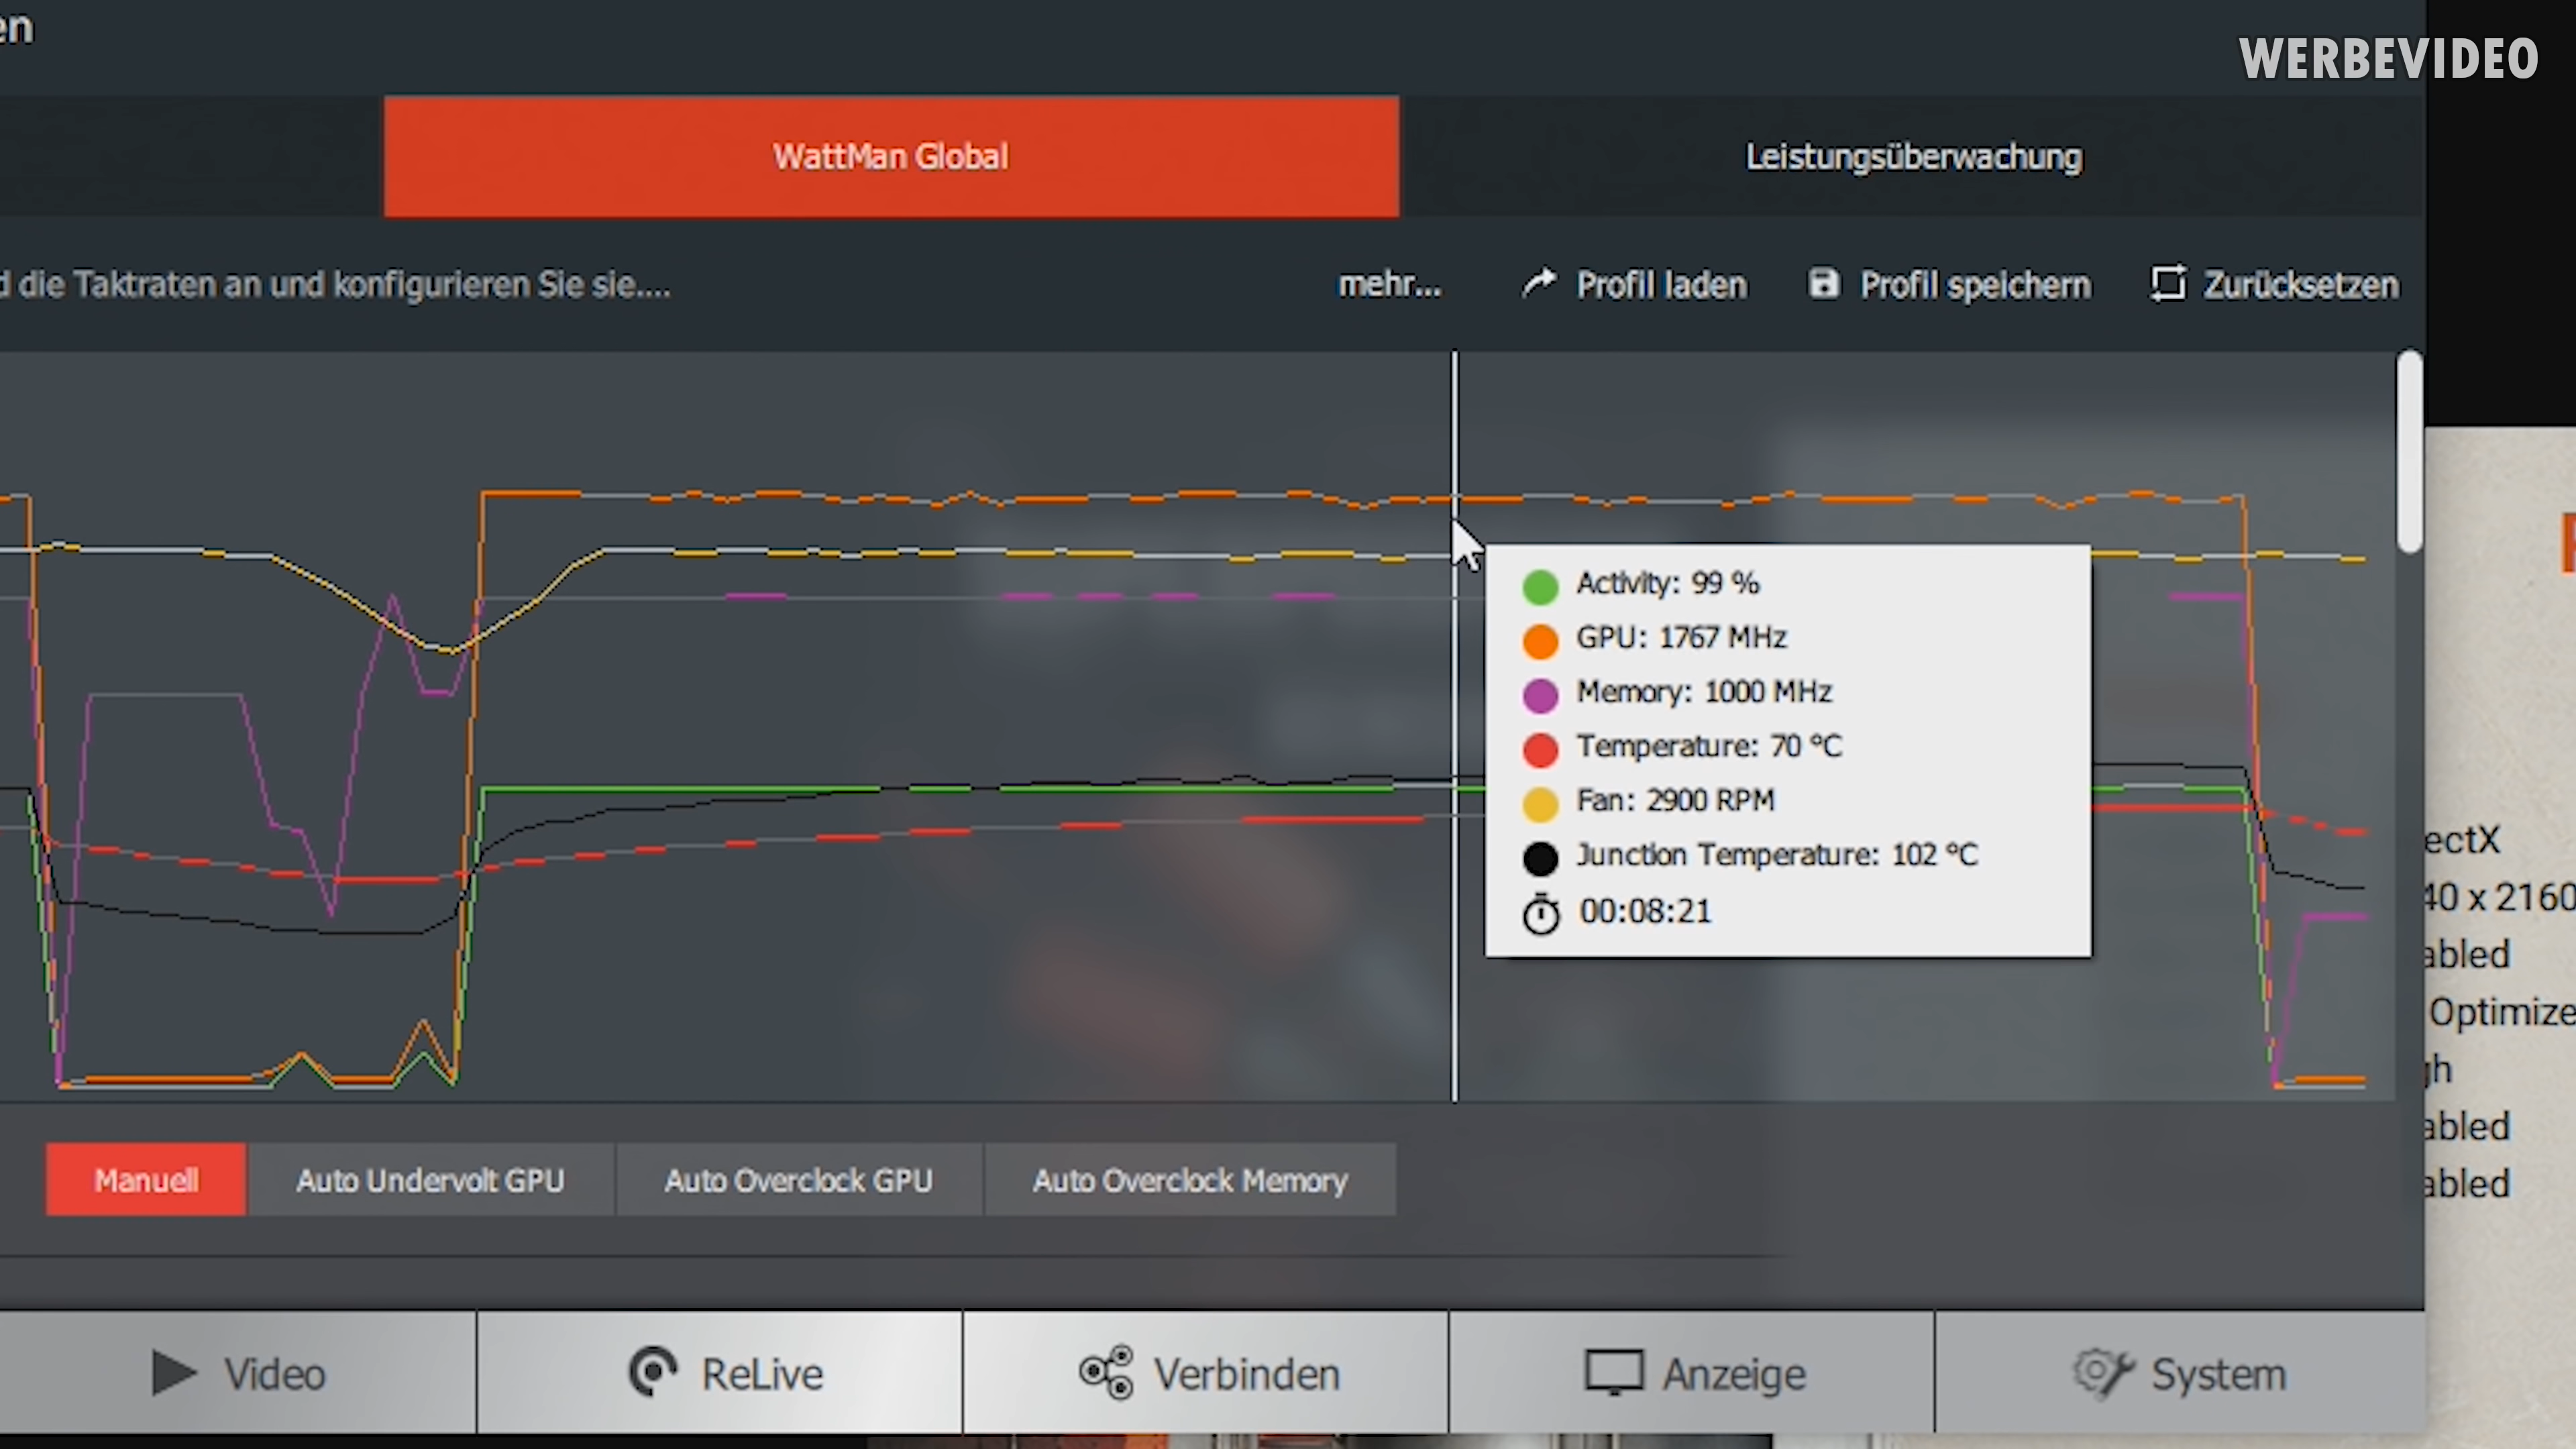 en
WERBEVIDEO
WattMan Global
Leistungsüberwachung
d die Taktraten an und konfigurieren Sie sie....
mehr...
Profil laden
Profil speichern
Zurücksetzen
Activity: 99 %
GPU: 1767 MHz
Memory: 1000 MHz
Temperature: 70 °C
Fan: 2900 RPM
Junction Temperature: 102 °C
00:08:21
ectX
40 x 2160
abled
Optimize
gh
abled
abled
Manuell
Auto Undervolt GPU
Auto Overclock GPU
Auto Overclock Memory
Video
ReLive
Verbinden
Anzeige
System